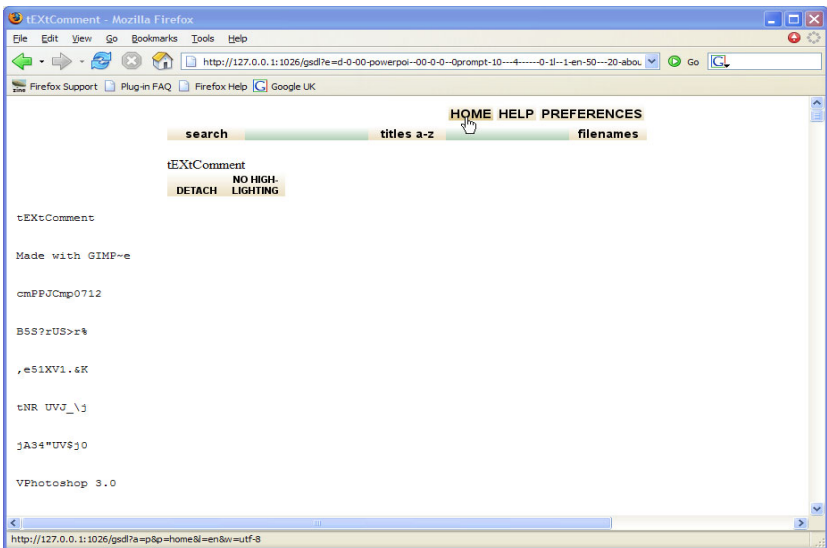 tEXtComment - Mozilla Firefox
File Edit View Go Bookmarks Tools Help
http://127.0.0.1:1026/gsdl?e=d-0-00-powerpoi--00-0-0--0prompt-10---4------0-1l--1-en-50---20-abou Go G
Firefox Support Plug-in FAQ Firefox Help G Google UK
HOME HELP PREFERENCES
search titles a-z filenames
tEXtComment
DETACH NO HIGH-
LIGHTING
tEXtComment
Made with GIMP~e
cmPPJCmp0712
B5S?rUS>r%
,e51XV1.&K
tNR UVJ_\j
jA34"UV$j0
VPhotoshop 3.0
http://127.0.0.1:1026/gsdl?a=p&p=home&l=en&w=utf-8